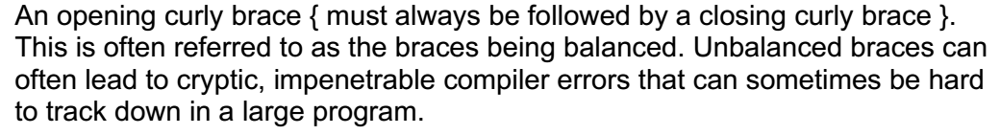 An opening curly brace { must always be followed by a closing curly brace }.
This is often referred to as the braces being balanced. Unbalanced braces can
often lead to cryptic, impenetrable compiler errors that can sometimes be hard
to track down in a large program.